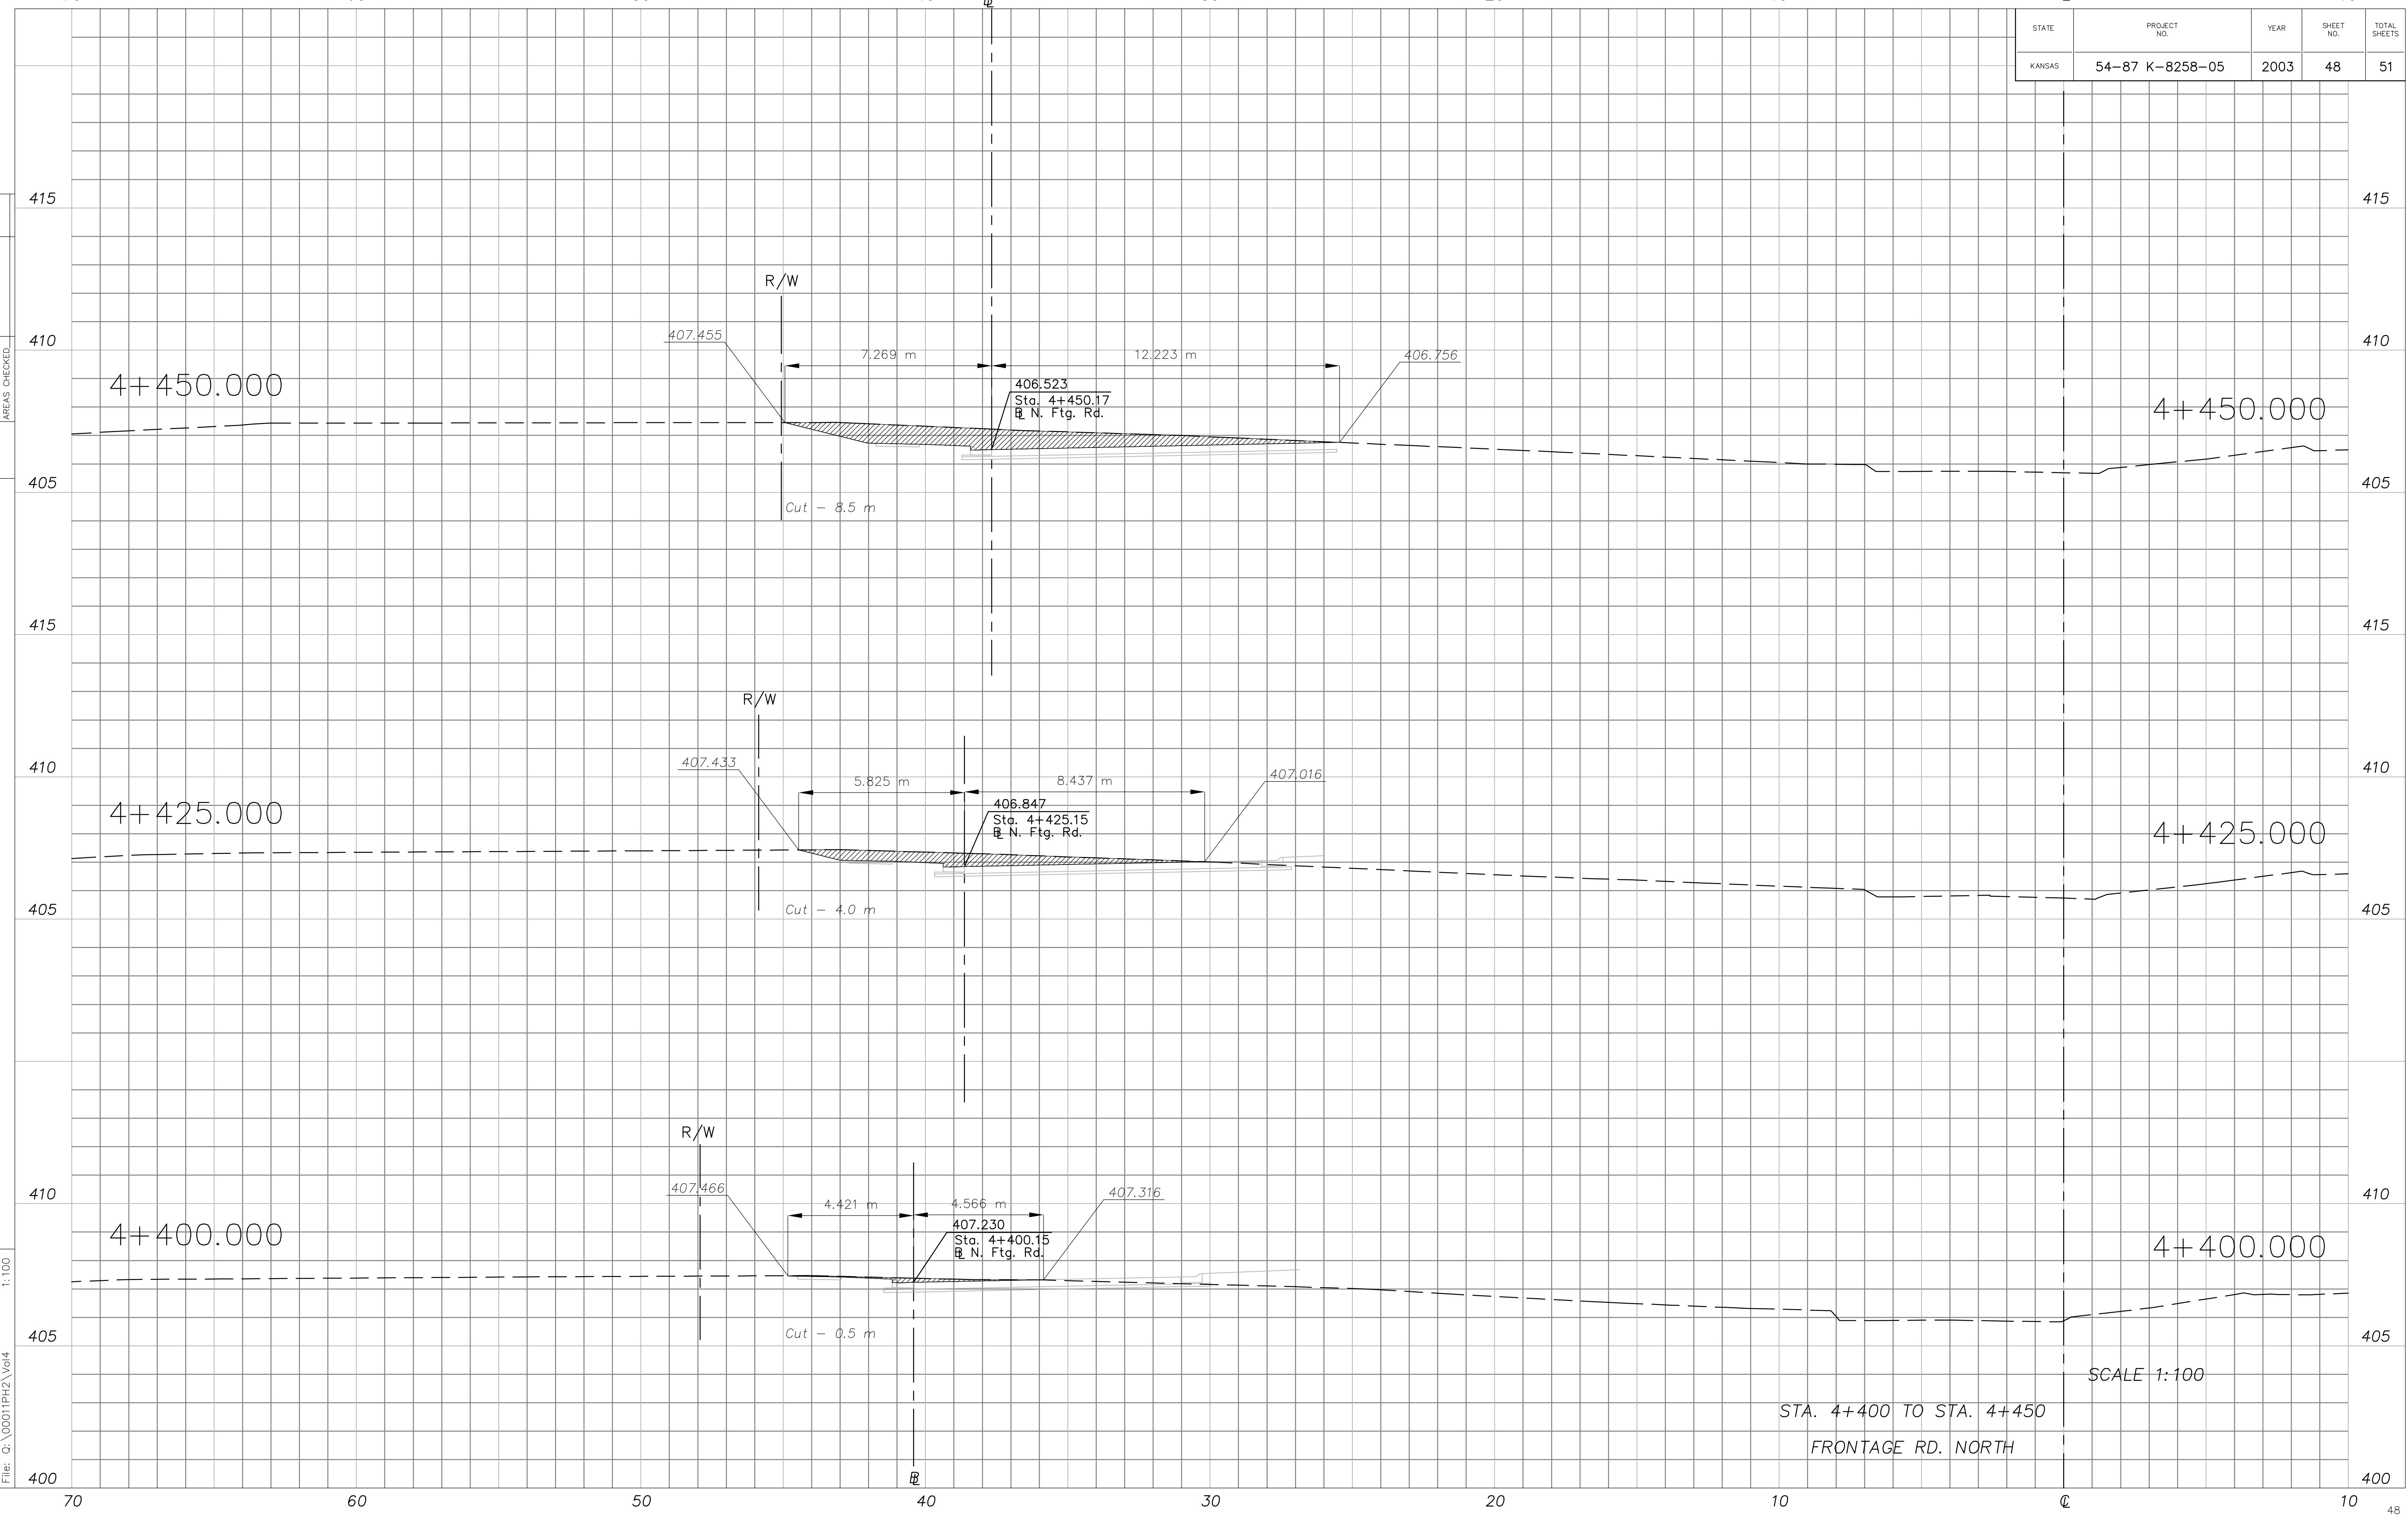 STATE PROJECT NO. YEAR SHEET NO. TOTAL SHEETS
KANSAS 54-87 K-8258-05 2003 48 51
415 415
R/W
410 410
407.455 7.269 m 12.223 m 406.756
4+450.000 4+450.000
406.523
Sta. 4+450.17
BL N. Ftg. Rd.
405 405
Cut - 8.5 m
415 415
R/W
410 410
407.433 5.825 m 8.437 m 407.016
4+425.000 4+425.000
406.847
Sta. 4+425.15
BL N. Ftg. Rd.
405 405
Cut - 4.0 m
R/W
410 410
407.466 4.421 m 4.566 m 407.316
4+400.000 4+400.000
407.230
Sta. 4+400.15
BL N. Ftg. Rd.
405 405
Cut - 0.5 m
SCALE 1:100
STA. 4+400 TO STA. 4+450
FRONTAGE RD. NORTH
400 BL 400
70 60 50 40 30 20 10 CL 10
48
AREAS CHECKED
1:100
File: Q:\00011PH2\Vol4